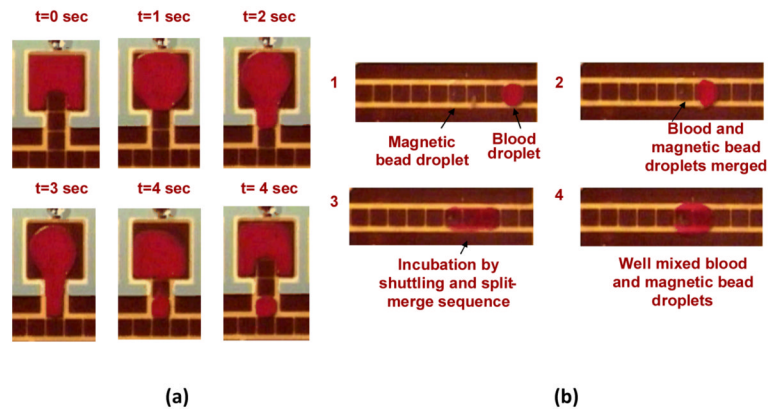 t=0 sec
t=1 sec
t=2 sec
t=3 sec
t=4 sec
t= 4 sec
(a)
1
Magnetic
bead droplet
Blood
droplet
2
Blood and
magnetic bead
droplets merged
3
Incubation by
shuttling and split-
merge sequence
4
Well mixed blood
and magnetic bead
droplets
(b)